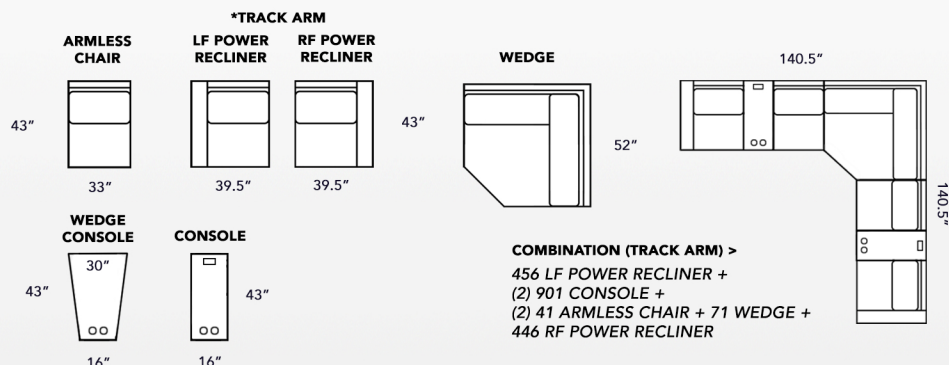 *TRACK ARM
ARMLESS
CHAIR
LF POWER
RECLINER
RF POWER
RECLINER
WEDGE
140.5”
43”
43”
52”
33”
39.5”
39.5”
140.5”
WEDGE
CONSOLE
CONSOLE
30”
43”
43”
16”
16”
COMBINATION (TRACK ARM) >
456 LF POWER RECLINER +
(2) 901 CONSOLE +
(2) 41 ARMLESS CHAIR + 71 WEDGE +
446 RF POWER RECLINER